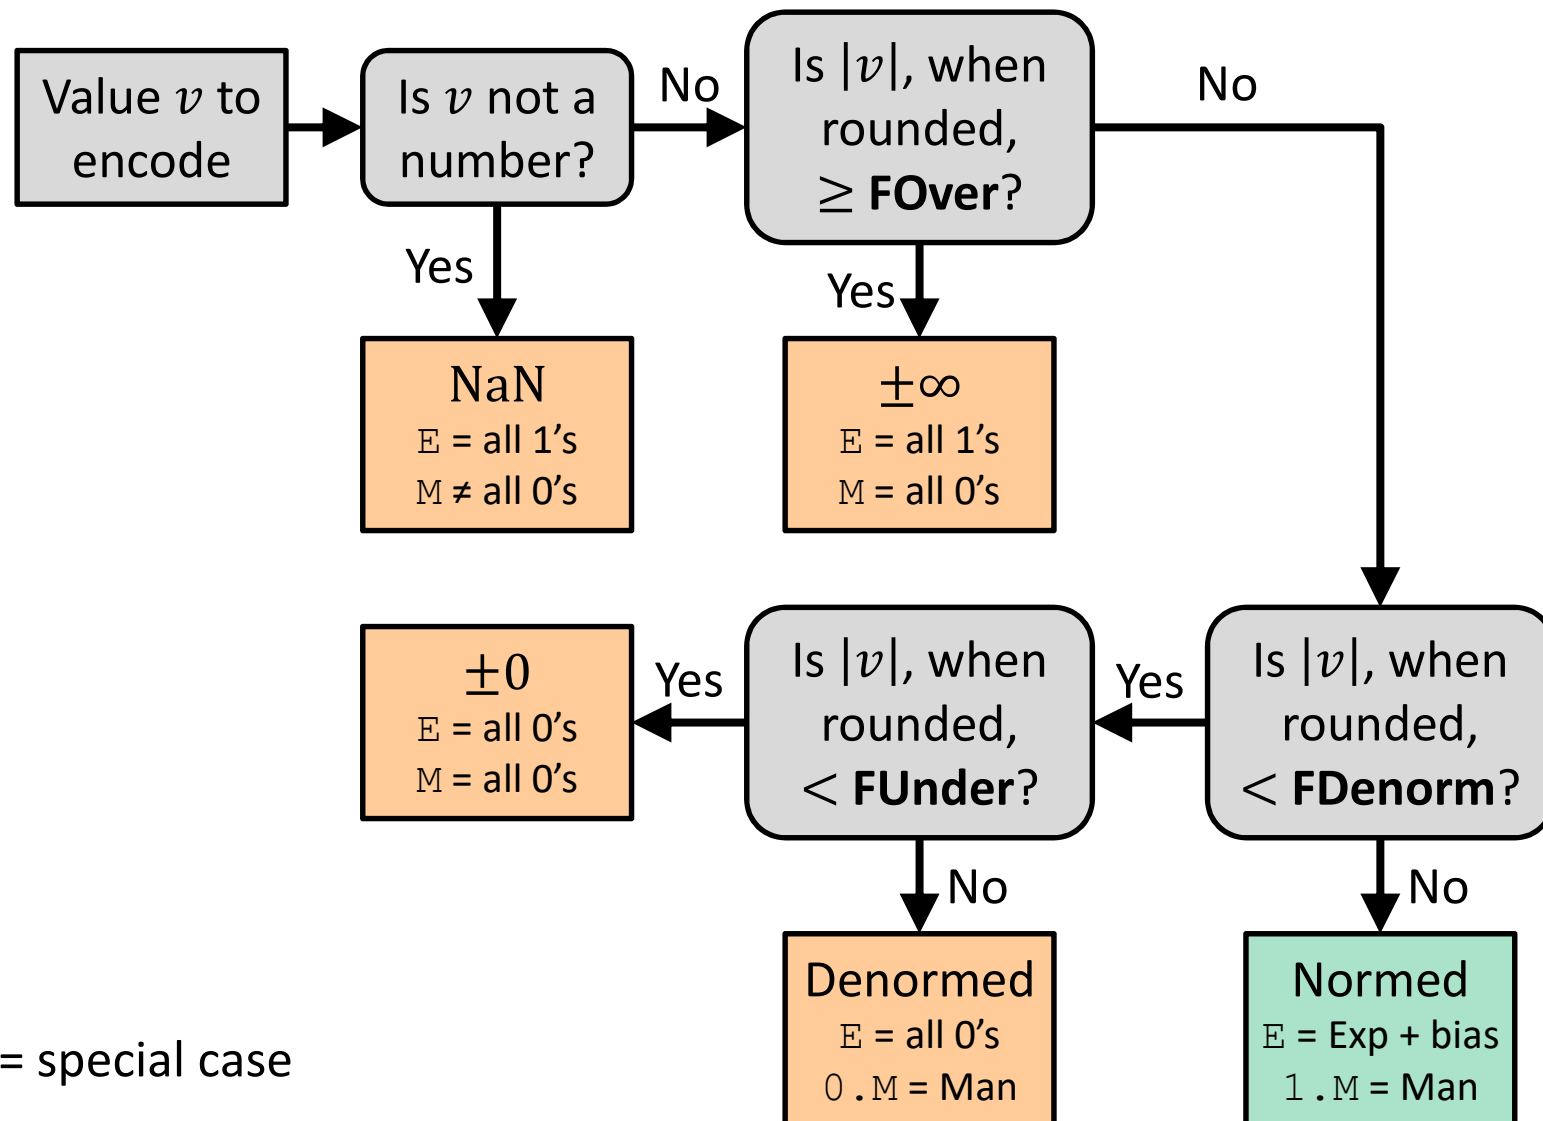 Value v to
encode
Is v not a
number?
No
Is |v|, when
rounded,
≥ FOver?
No
Yes
Yes
NaN
E = all 1's
M ≠ all 0's
±∞
E = all 1's
M = all 0's
±0
E = all 0's
M = all 0's
Yes
Is |v|, when
rounded,
< FUnder?
Yes
Is |v|, when
rounded,
< FDenorm?
No
No
Denormed
E = all 0's
0.M = Man
Normed
E = Exp + bias
1.M = Man
= special case